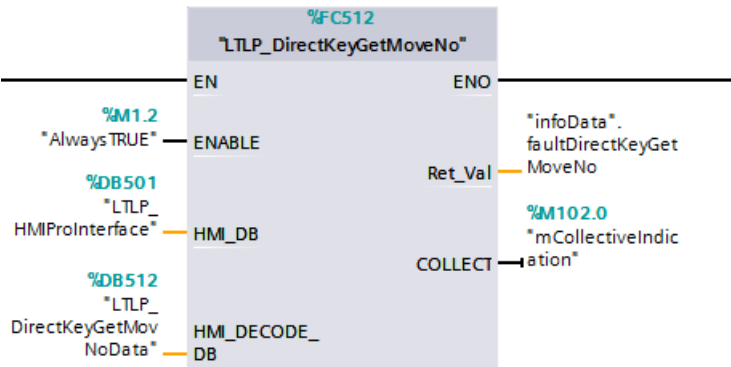 %FC512
"LTLP_DirectKeyGetMoveNo"
EN
ENO
%M1.2
"AlwaysTRUE"
ENABLE
"infoData".
faultDirectKeyGet
MoveNo
Ret_Val
%DB501
"LTLP_
HMIProInterface"
HMI_DB
%M102.0
"mCollectiveIndic
ation"
COLLECT
%DB512
"LTLP_
DirectKeyGetMov
NoData"
HMI_DECODE_
DB